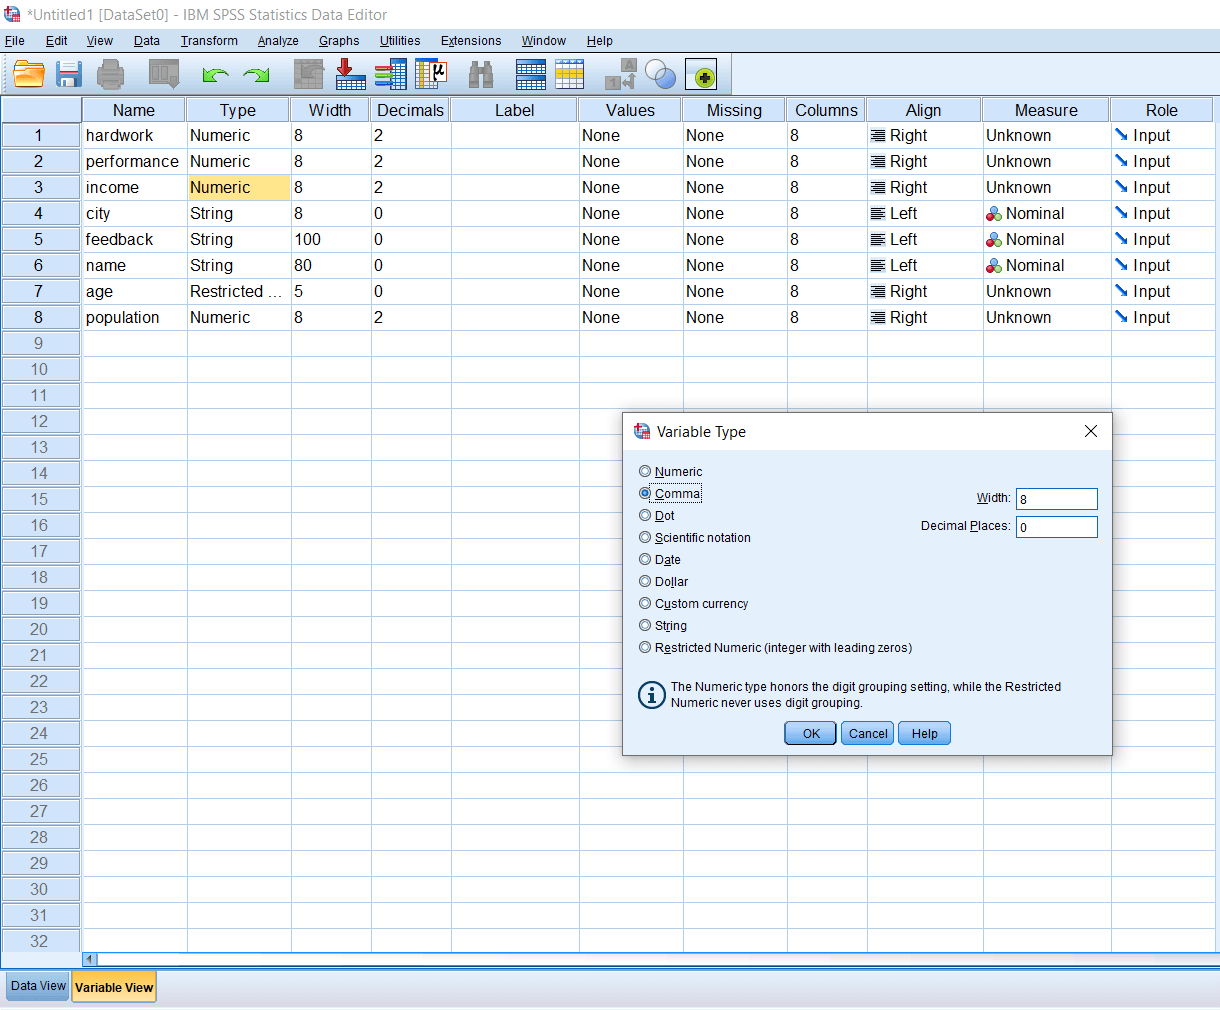 *Untitled1 [DataSet0] - IBM SPSS Statistics Data Editor
File Edit View Data Transform Analyze Graphs Utilities Extensions Window Help
Name Type Width Decimals Label Values Missing Columns Align Measure Role
1 hardwork Numeric 8 2 None None 8 Right Unknown Input
2 performance Numeric 8 2 None None 8 Right Unknown Input
3 income Numeric 8 2 None None 8 Right Unknown Input
4 city String 8 0 None None 8 Left Nominal Input
5 feedback String 100 0 None None 8 Left Nominal Input
6 name String 80 0 None None 8 Left Nominal Input
7 age Restricted ... 5 0 None None 8 Right Unknown Input
8 population Numeric 8 2 None None 8 Right Unknown Input
9
10
11
12
13
14
15
16
17
18
19
20
21
22
23
24
25
26
27
28
29
30
31
32
Variable Type
Numeric
Comma
Dot
Scientific notation
Date
Dollar
Custom currency
String
Restricted Numeric (integer with leading zeros)
Width: 8
Decimal Places: 0
The Numeric type honors the digit grouping setting, while the Restricted
Numeric never uses digit grouping.
OK Cancel Help
Data View Variable View